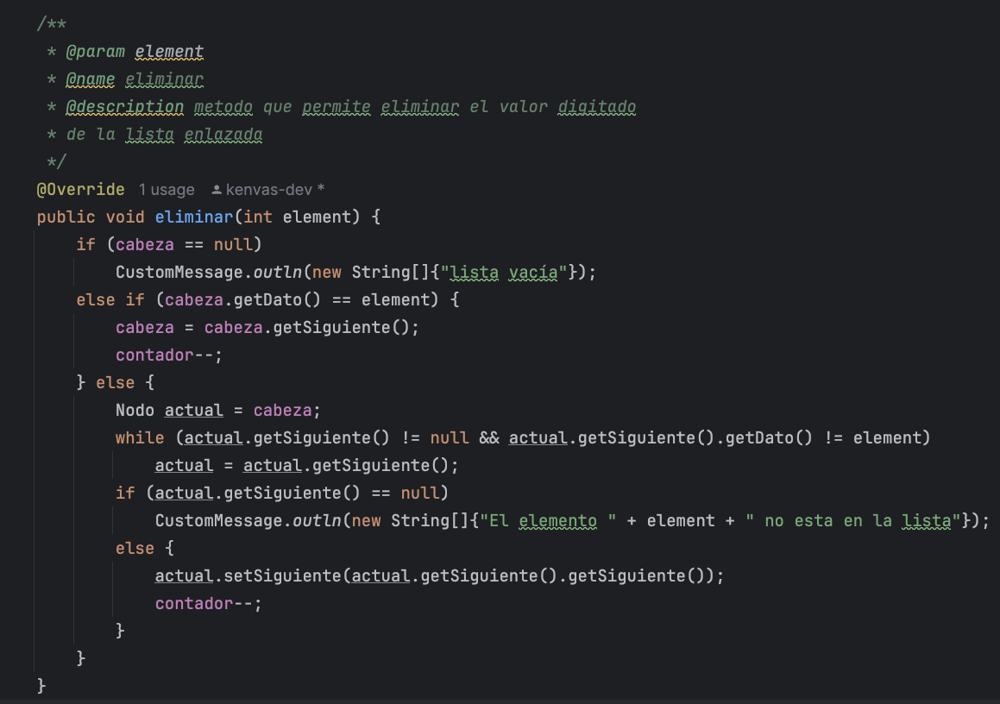 /**
 * @param element
 * @name eliminar
 * @description metodo que permite eliminar el valor digitado
 * de la lista enlazada
 */
@Override 1 usage kenvas-dev *
public void eliminar(int element) {
    if (cabeza == null)
        CustomMessage.outln(new String[]{"lista vacía"});
    else if (cabeza.getDato() == element) {
        cabeza = cabeza.getSiguiente();
        contador--;
    } else {
        Nodo actual = cabeza;
        while (actual.getSiguiente() != null && actual.getSiguiente().getDato() != element)
            actual = actual.getSiguiente();
        if (actual.getSiguiente() == null)
            CustomMessage.outln(new String[]{"El elemento " + element + " no esta en la lista"});
        else {
            actual.setSiguiente(actual.getSiguiente().getSiguiente());
            contador--;
        }
    }
}